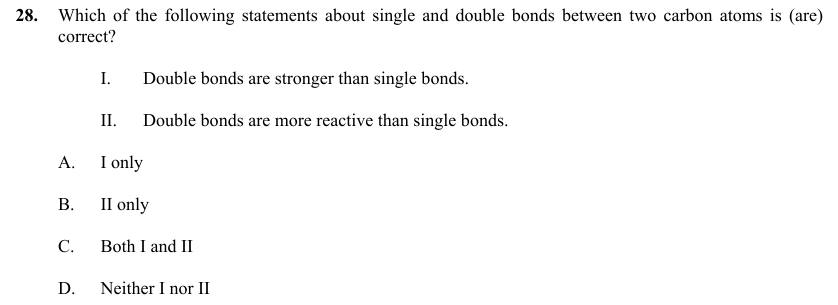 28. Which of the following statements about single and double bonds between two carbon atoms is (are)
correct?
I. Double bonds are stronger than single bonds.
II. Double bonds are more reactive than single bonds.
A. I only
B. II only
C. Both I and II
D. Neither I nor II